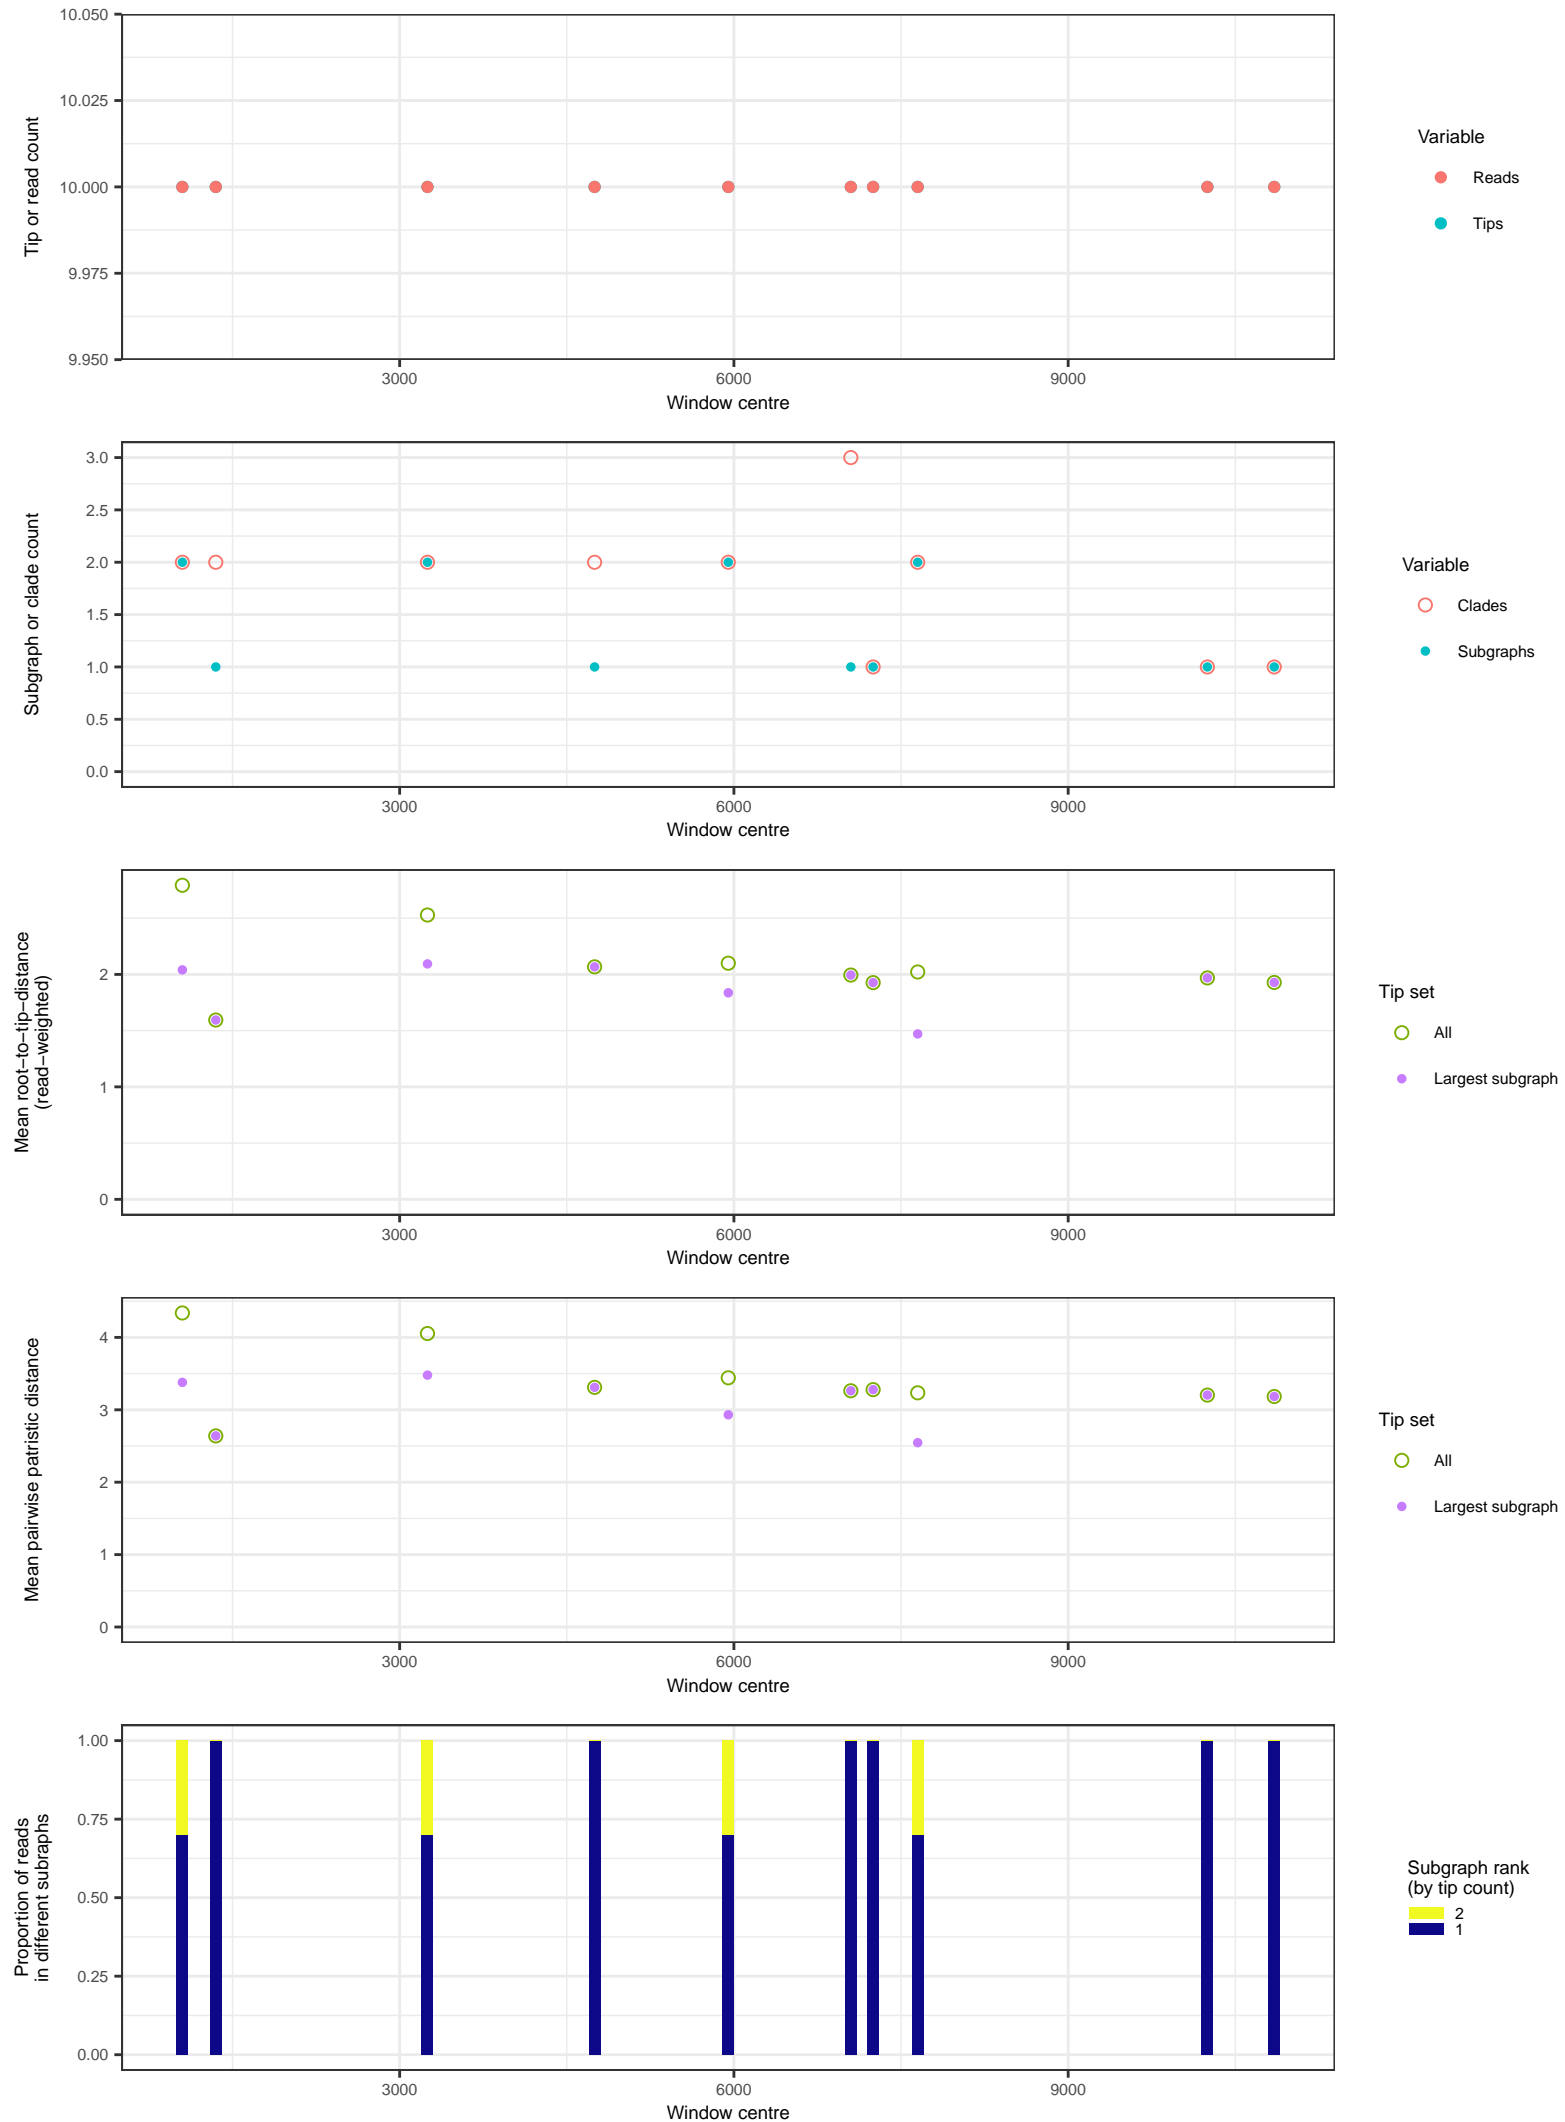 10.050
10.025
10.000
9.975
9.950
Tip or read count
3000
6000
9000
Window centre
Variable
Reads
Tips
3.0
2.5
2.0
1.5
1.0
0.5
0.0
Subgraph or clade count
3000
6000
9000
Window centre
Variable
Clades
Subgraphs
2
1
0
Mean root−to−tip−distance
(read−weighted)
3000
6000
9000
Window centre
Tip set
All
Largest subgraph
4
3
2
1
0
Mean pairwise patristic distance
3000
6000
9000
Window centre
Tip set
All
Largest subgraph
1.00
0.75
0.50
0.25
0.00
Proportion of reads
in different subraphs
3000
6000
9000
Window centre
Subgraph rank
(by tip count)
2
1